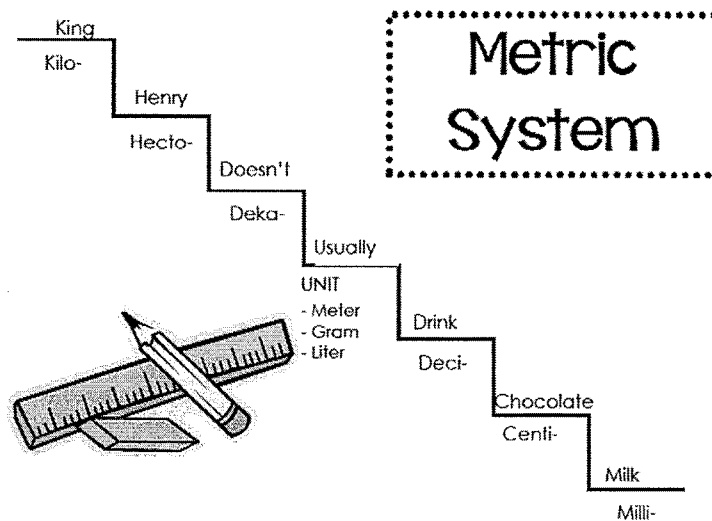 King
Kilo-
Metric
System
Henry
Hecto-
Doesn't
Deka-
Usually
UNIT
- Meter
- Gram
- Liter
Drink
Deci-
Chocolate
Centi-
Milk
Milli-